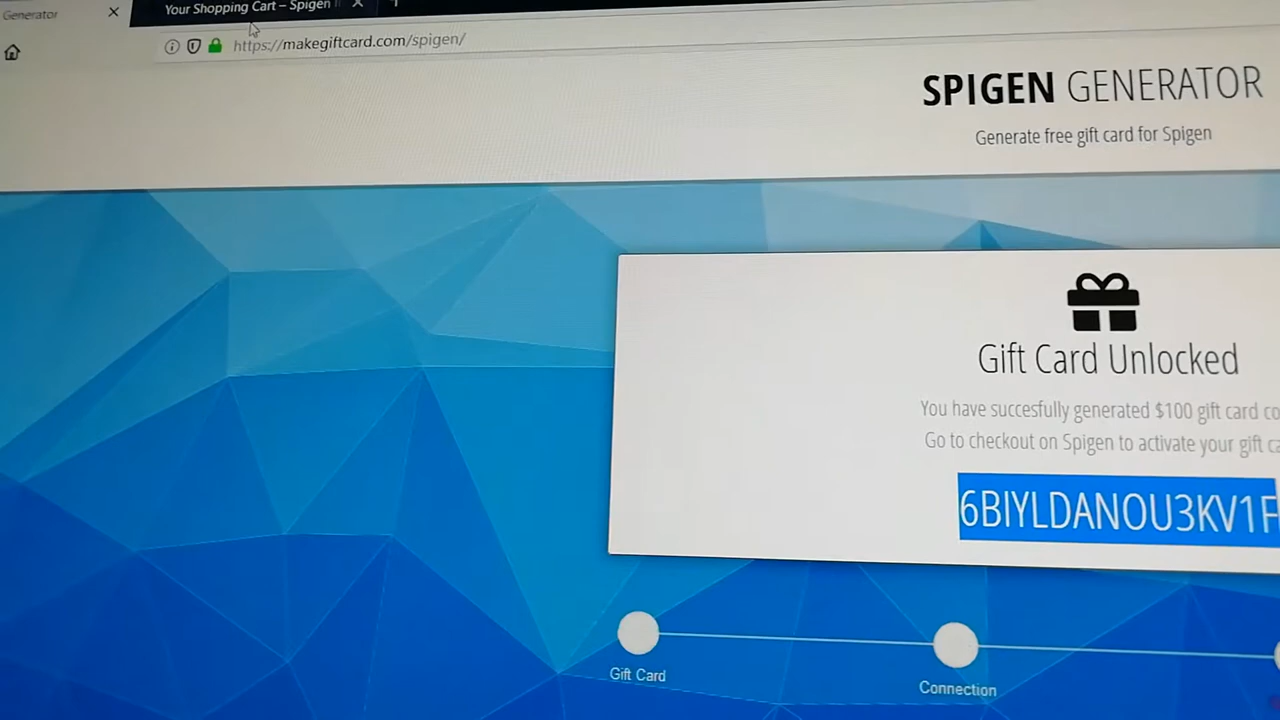 Generator
Your Shopping Cart – Spigen
https://makegiftcard.com/spigen/
SPIGEN GENERATOR
Generate free gift card for Spigen
Gift Card Unlocked
You have succesfully generated $100 gift card
Go to checkout on Spigen to activate your gift
6BIYLDANOU3KV1F
Gift Card
Connection